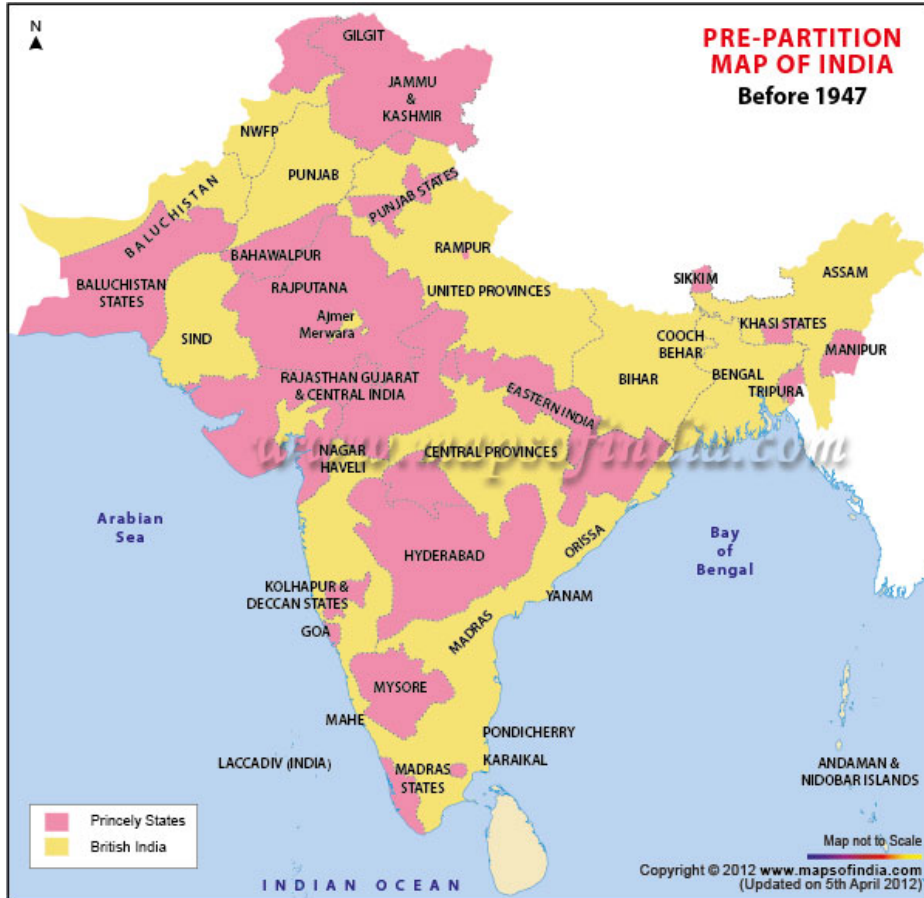 N
PRE-PARTITION
MAP OF INDIA
Before 1947
GILGIT
JAMMU
&
KASHMIR
NWFP
PUNJAB
BALUCHISTAN
PUNJAB STATES
BAHAWALPUR
RAMPUR
BALUCHISTAN
STATES
RAJPUTANA
UNITED PROVINCES
SIKKIM
ASSAM
Ajmer
Merwara
SIND
KHASI STATES
COOCH
BEHAR
MANIPUR
RAJASTHAN GUJARAT
& CENTRAL INDIA
BIHAR
BENGAL
TRIPURA
EASTERN INDIA
www.mapsofindia.com
NAGAR
HAVELI
CENTRAL PROVINCES
Arabian
Sea
HYDERABAD
ORISSA
Bay
of
Bengal
KOLHAPUR &
DECCAN STATES
YANAM
GOA
MADRAS
MYSORE
MAHE
PONDICHERRY
LACCADIV (INDIA)
KARAIKAL
MADRAS
STATES
ANDAMAN &
NIDOBAR ISLANDS
Princely States
British India
Map not to Scale
Copyright © 2012 www.mapsofindia.com
(Updated on 5th April 2012)
INDIAN OCEAN